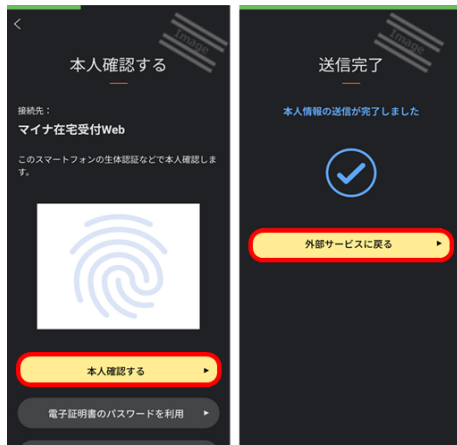 Image
本人確認する
接続先：
マイナ在宅受付Web
このスマートフォンの生体認証などで本人確認しま
す。
本人確認する
電子証明書のパスワードを利用
Image
送信完了
本人情報の送信が完了しました
外部サービスに戻る